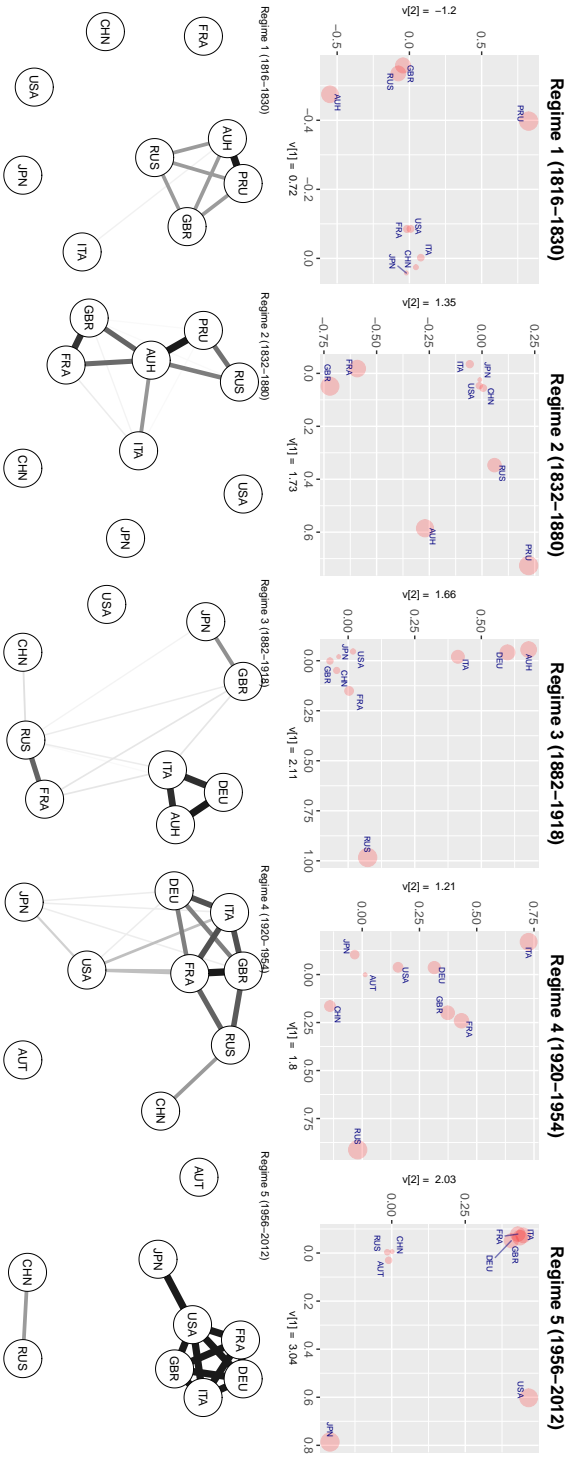 Regime 1 (1816−1830)
v[2] = −1.2
0.5
0.0
−0.5
PRU
GBR
RUS
AUH
USA
FRA
ITA
CHN
JPN
−0.4 −0.2 0.0
v[1] = 0.72
Regime 2 (1832−1880)
v[2] = 1.35
0.25
0.00
−0.25
−0.50
−0.75
PRU
RUS
CHN
JPN
USA
ITA
AUH
FRA
GBR
0.0 0.2 0.4 0.6
v[1] = 1.73
Regime 3 (1882−1918)
v[2] = 1.66
0.50
0.25
0.00
AUH
DEU
ITA
USA
FRA
JPN
CHN
GBR
RUS
0.00 0.25 0.50 0.75 1.00
v[1] = 2.11
Regime 4 (1920−1954)
v[2] = 1.21
0.75
0.50
0.25
0.00
ITA
FRA
GBR
DEU
USA
AUT
JPN
CHN
RUS
0.00 0.25 0.50 0.75
v[1] = 1.8
Regime 5 (1956−2012)
v[2] = 2.03
0.25
0.00
ITA
GBR
FRA
DEU
USA
CHN
RUS
AUT
JPN
0.0 0.2 0.4 0.6 0.8
v[1] = 3.04
Regime 1 (1816−1830)
PRU
AUH
FRA
GBR
RUS
CHN
ITA
USA
JPN
Regime 2 (1832−1880)
RUS
USA
PRU
AUH
ITA
JPN
GBR
FRA
CHN
Regime 3 (1882−1918)
GBR
DEU
JPN
AUH
ITA
USA
FRA
RUS
CHN
Regime 4 (1920−1954)
GBR
ITA
RUS
FRA
DEU
CHN
USA
JPN
AUT
Regime 5 (1956−2012)
DEU
FRA
ITA
AUT
USA
GBR
JPN
CHN
RUS